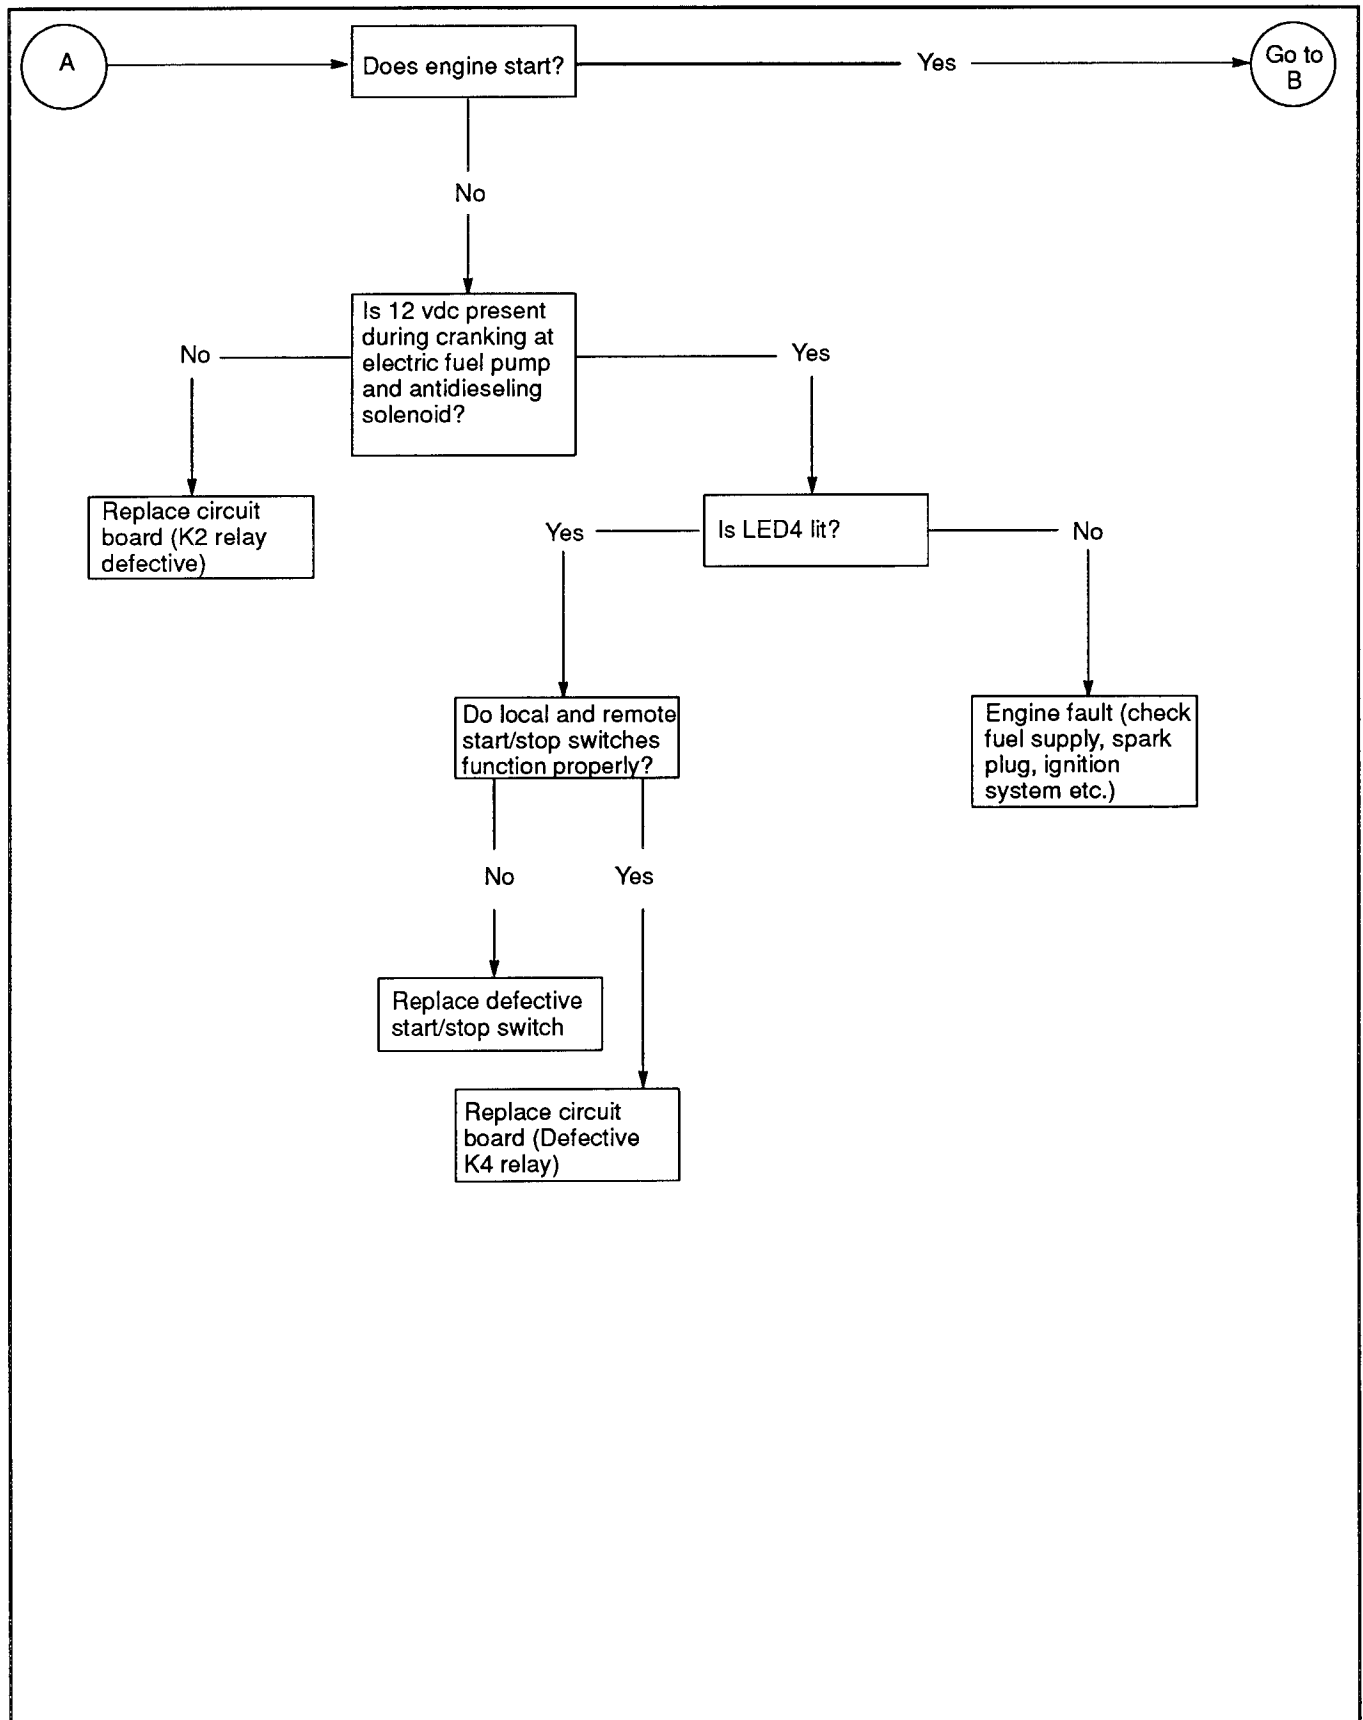 A
Does engine start?
Yes
Go to
B
No
Is 12 vdc present
during cranking at
electric fuel pump
and antidieseling
solenoid?
No
Yes
Replace circuit
board (K2 relay
defective)
Yes
Is LED4 lit?
No
Do local and remote
start/stop switches
function properly?
Engine fault (check
fuel supply, spark
plug, ignition
system etc.)
No
Yes
Replace defective
start/stop switch
Replace circuit
board (Defective
K4 relay)